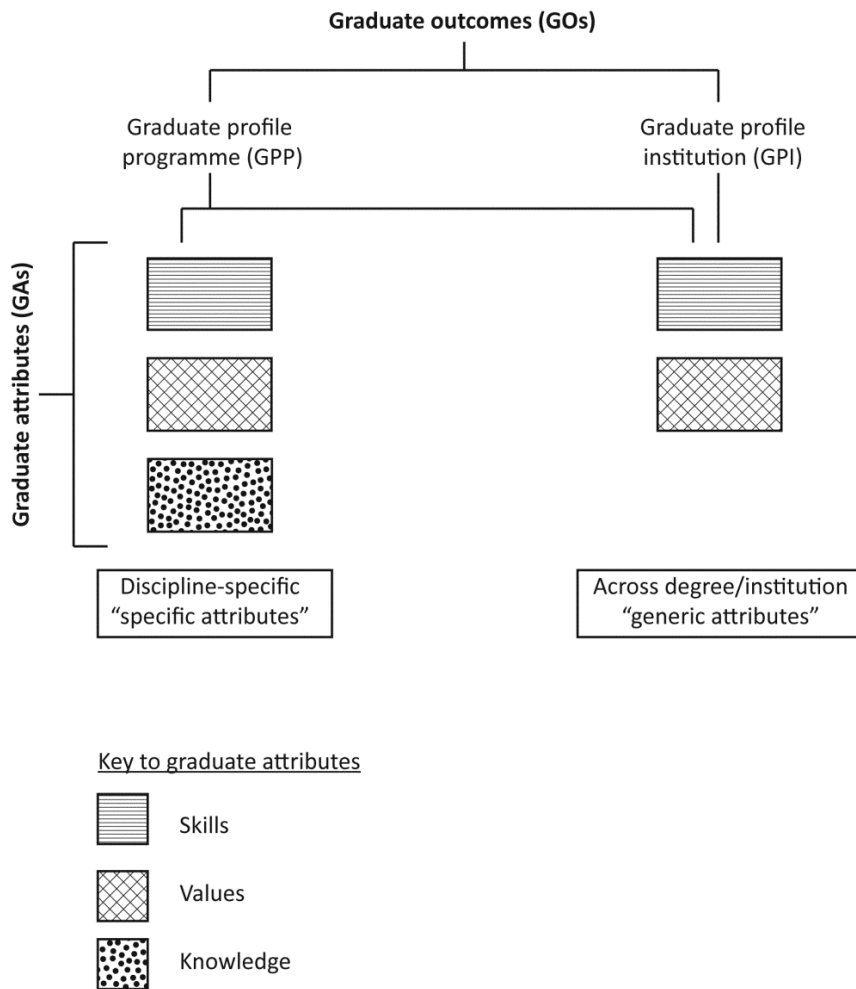 Graduate outcomes (GOs)
Graduate profile
programme (GPP)
Graduate profile
institution (GPI)
Graduate attributes (GAs)
Discipline-specific
“specific attributes”
Across degree/institution
“generic attributes”
Key to graduate attributes
Skills
Values
Knowledge